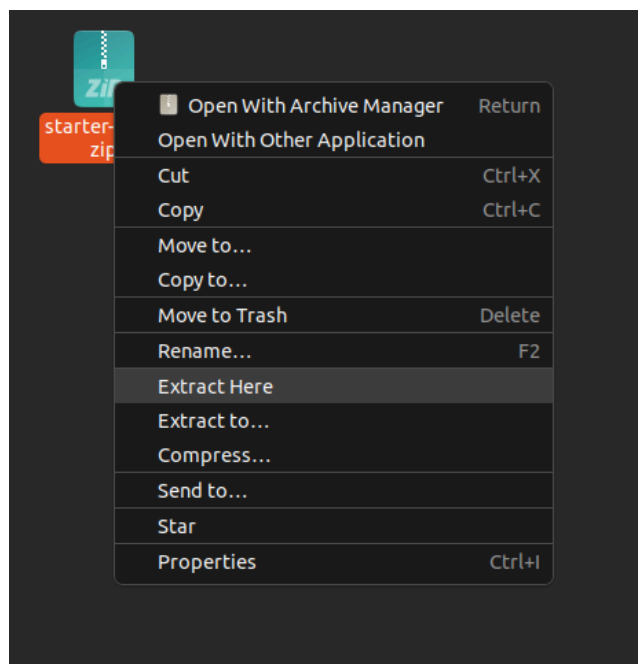 ZiP
starter-
zip
Open With Archive Manager Return
Open With Other Application
Cut Ctrl+X
Copy Ctrl+C
Move to…
Copy to…
Move to Trash Delete
Rename… F2
Extract Here
Extract to…
Compress…
Send to…
Star
Properties Ctrl+I